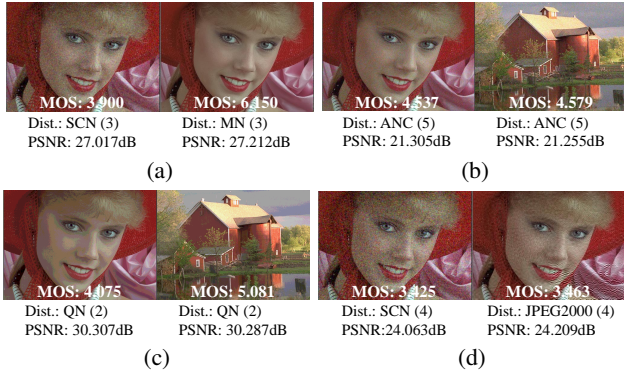 MOS: 3.900
MOS: 6.150
MOS: 4.537
MOS: 4.579
Dist.: SCN (3)
Dist.: MN (3)
Dist.: ANC (5)
Dist.: ANC (5)
PSNR: 27.017dB
PSNR: 27.212dB
PSNR: 21.305dB
PSNR: 21.255dB
(a)
(b)
MOS: 4.075
MOS: 5.081
MOS: 3.425
MOS: 3.463
Dist.: QN (2)
Dist.: QN (2)
Dist.: SCN (4)
Dist.: JPEG2000 (4)
PSNR: 30.307dB
PSNR: 30.287dB
PSNR:24.063dB
PSNR: 24.209dB
(c)
(d)